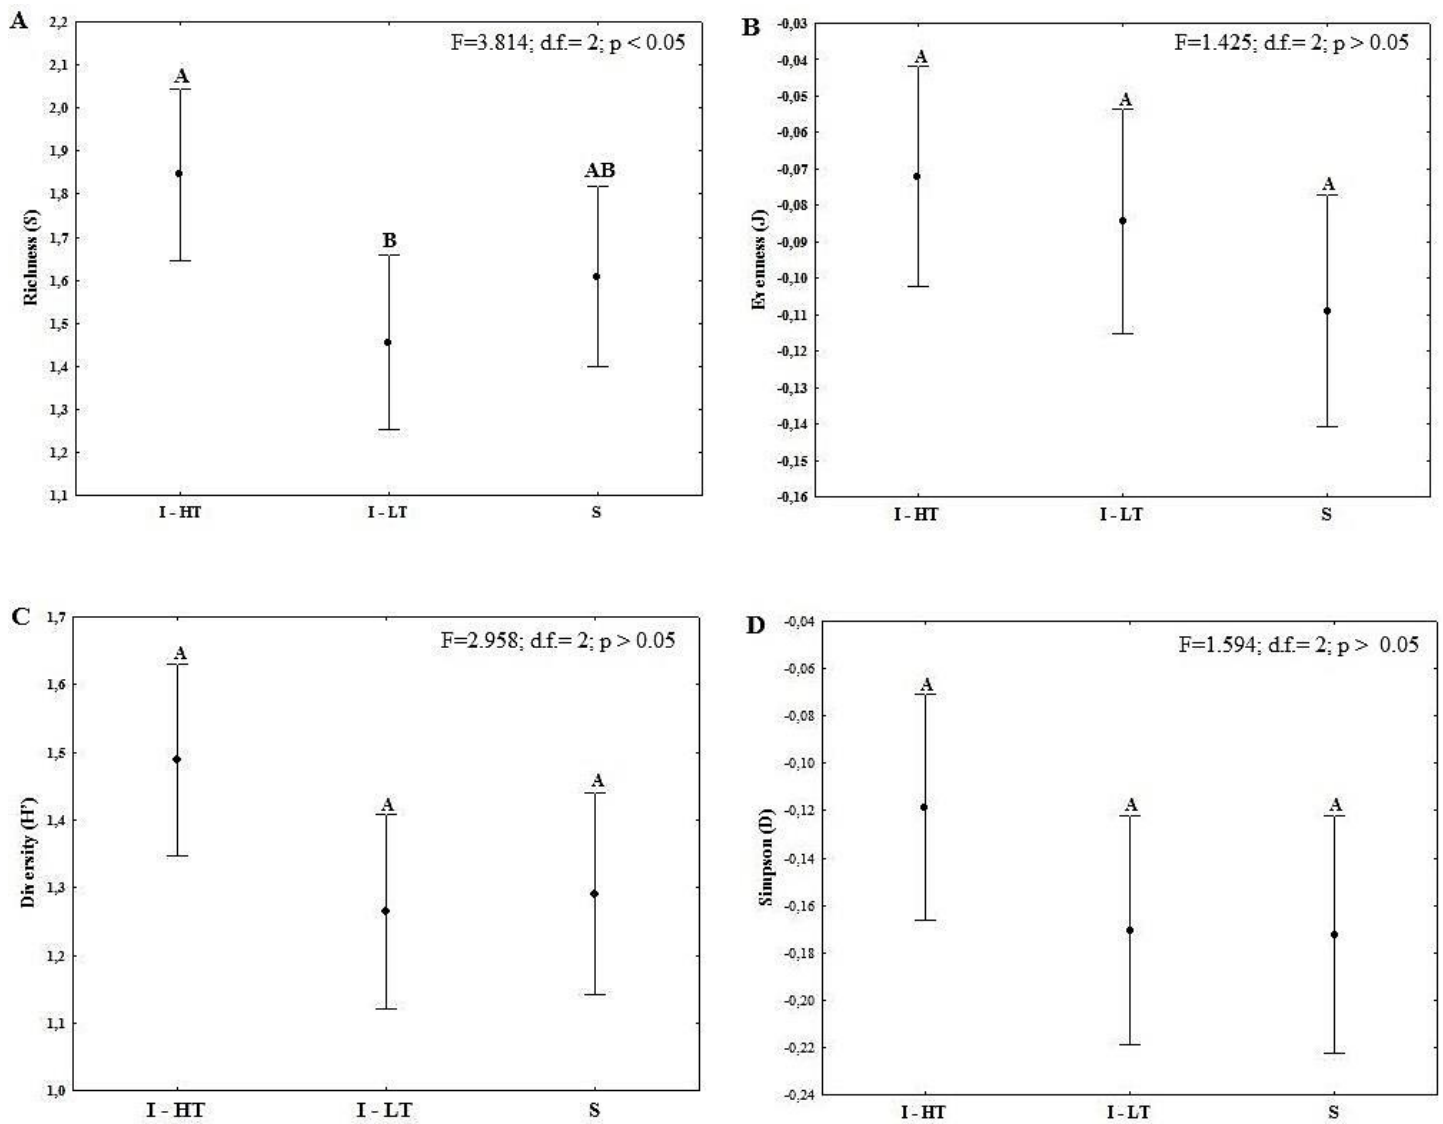 A
F=3.814; d.f.= 2; p < 0.05
Richness (S)
2,2
2,1
2,0
1,9
1,8
1,7
1,6
1,5
1,4
1,3
1,2
1,1
A
B
AB
I - HT
I - LT
S
B
F=1.425; d.f.= 2; p > 0.05
Evenness (J)
-0,03
-0,04
-0,05
-0,06
-0,07
-0,08
-0,09
-0,10
-0,11
-0,12
-0,13
-0,14
-0,15
-0,16
A
A
A
I - HT
I - LT
S
C
F=2.958; d.f.= 2; p > 0.05
Diversity (H')
1,7
1,6
1,5
1,4
1,3
1,2
1,1
1,0
A
A
A
I - HT
I - LT
S
D
F=1.594; d.f.= 2; p > 0.05
Simpson (D)
-0,04
-0,06
-0,08
-0,10
-0,12
-0,14
-0,16
-0,18
-0,20
-0,22
-0,24
A
A
A
I - HT
I - LT
S